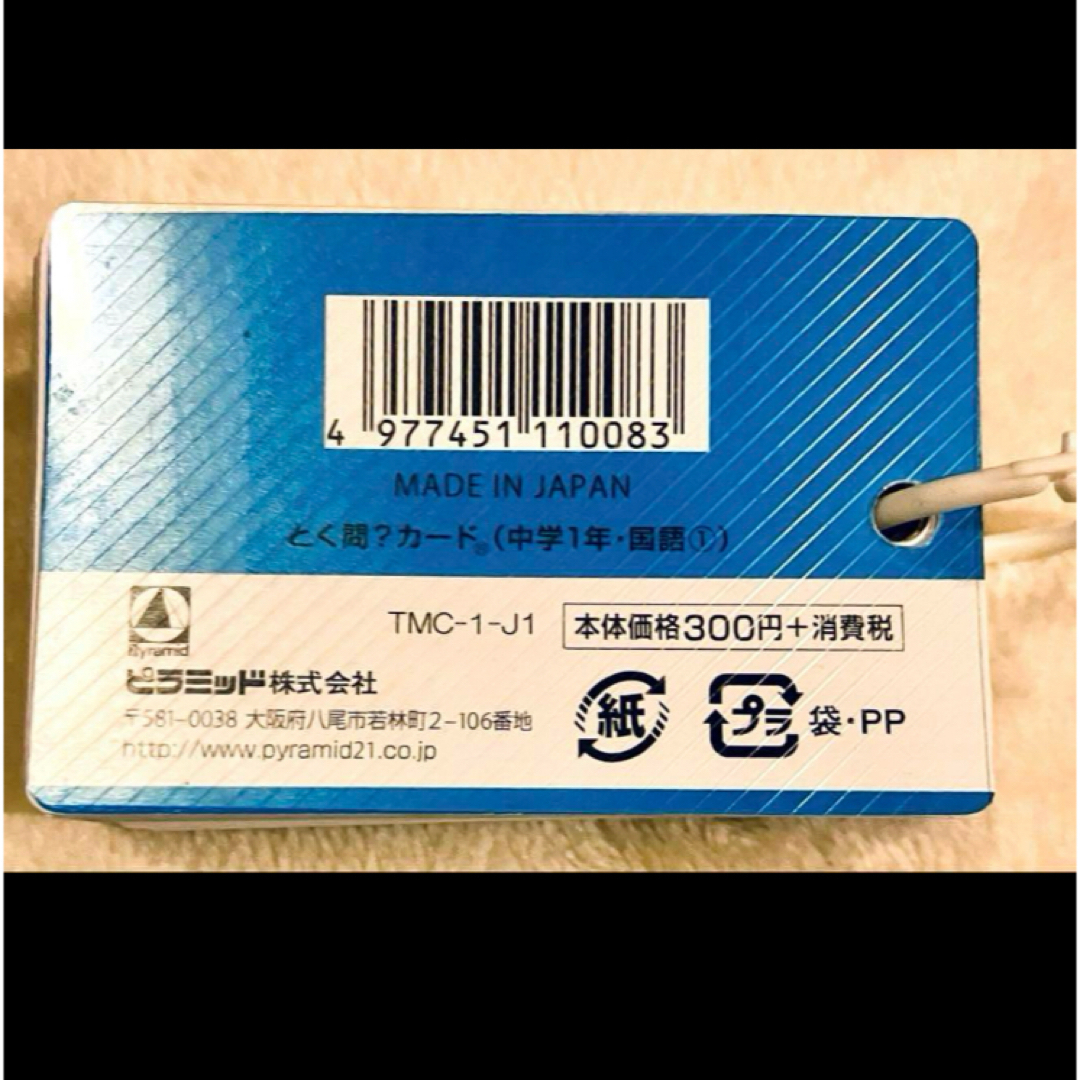 4 977451 110083
MADE IN JAPAN
とく問?カード®(中学1年・国語①)
TMC-1-J1 本体価格300円+消費税
Pyramid
ピラミッド株式会社
〒581-0038 大阪府八尾市若林町2-106番地
http://www.pyramid21.co.jp
紙 プラ 袋・PP